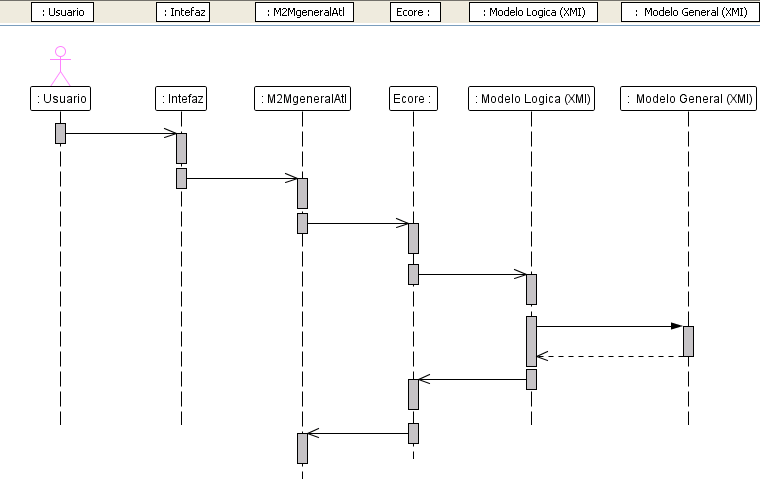 : Usuario
: Intefaz
: M2MgeneralAtl
Ecore :
: Modelo Logica (XMI)
: Modelo General (XMI)
: Usuario
: Intefaz
: M2MgeneralAtl
Ecore :
: Modelo Logica (XMI)
: Modelo General (XMI)